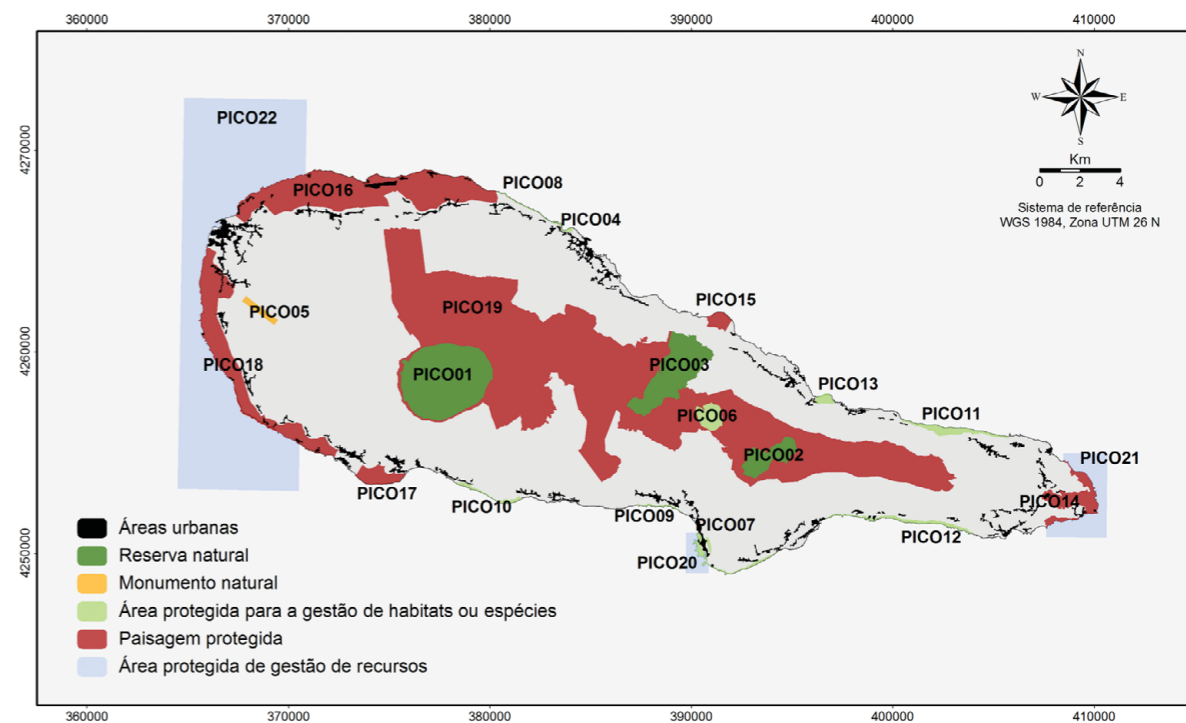 360000 370000 380000 390000 400000 410000
N
W E
S
Km
0 2 4
Sistema de referência
WGS 1984, Zona UTM 26 N
4270000
4260000
4250000
PICO22
PICO16
PICO08
PICO04
PICO15
PICO19
PICO05
PICO18
PICO01
PICO03
PICO13
PICO06
PICO11
PICO02
PICO21
PICO17
PICO14
PICO10
PICO09
PICO07
PICO12
PICO20
Áreas urbanas
Reserva natural
Monumento natural
Área protegida para a gestão de habitats ou espécies
Paisagem protegida
Área protegida de gestão de recursos
360000 370000 380000 390000 400000 410000